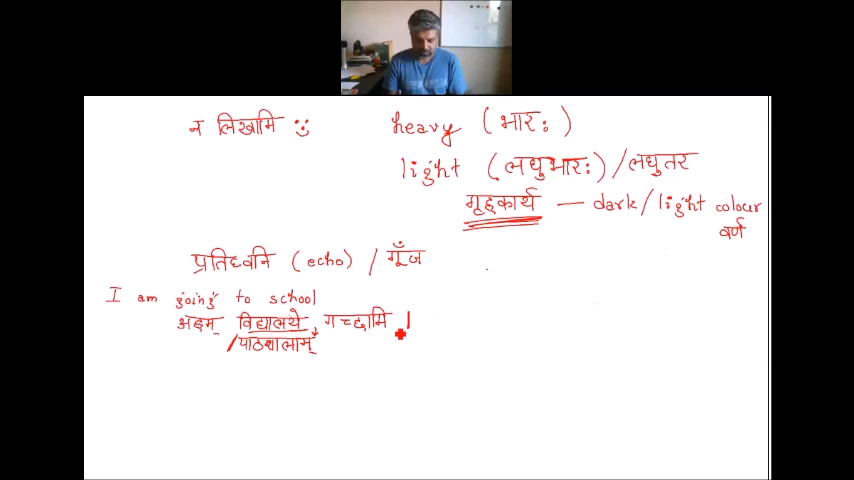 न लिखामि heavy (भारः)
light (लघुभारः)/लघुतर
गृहकार्य — dark/light colour
वर्ण
प्रतिध्वनि (echo) / गूँज
I am going to school
अहम् विद्यालये गच्छामि ।
/पाठशालाम्